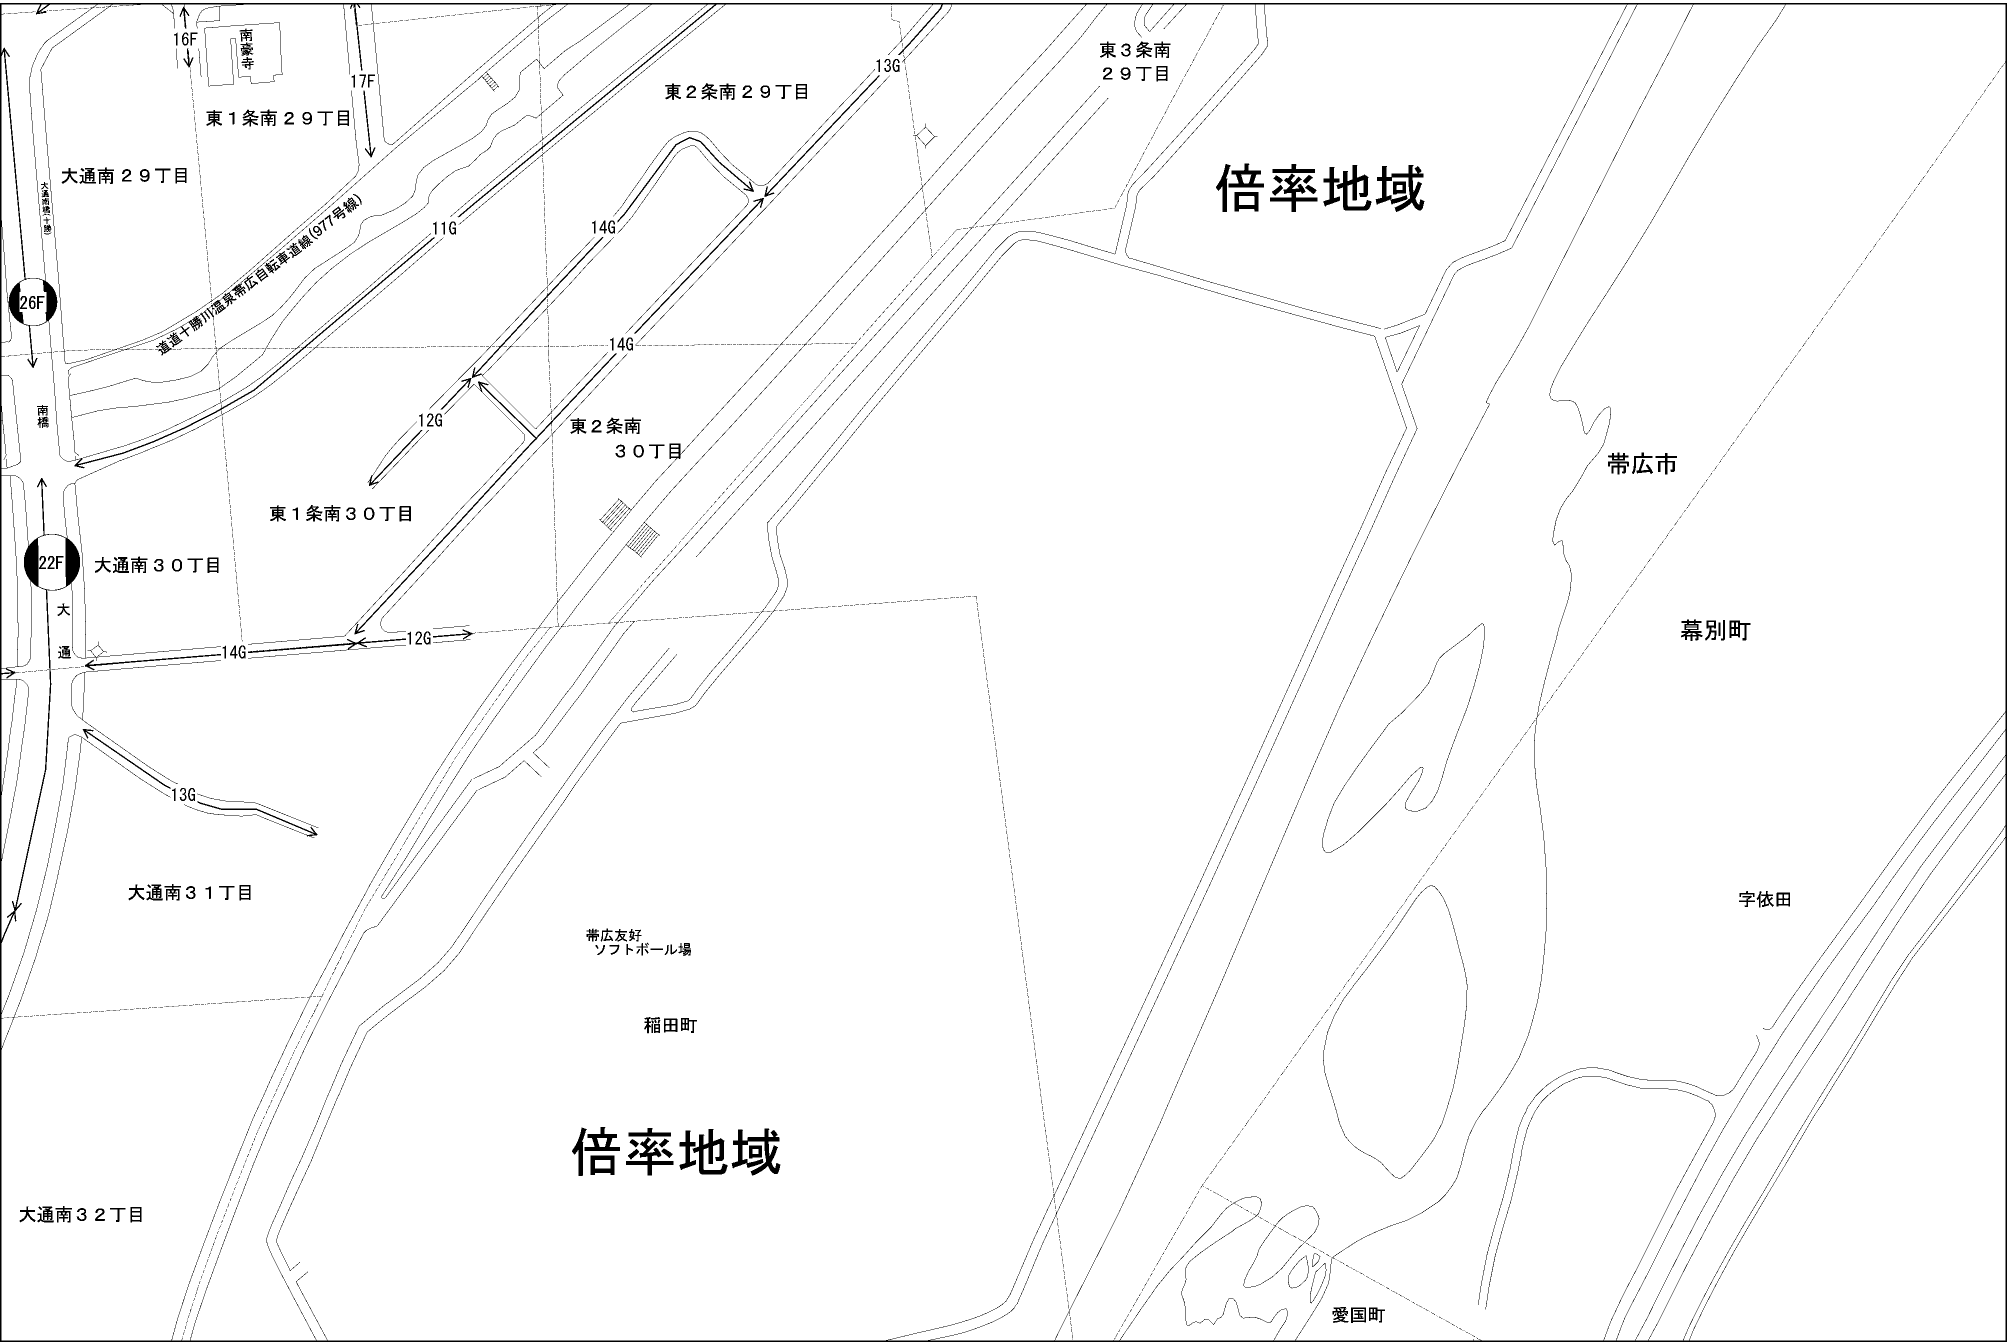 16F
南豪寺
17F
13G
東３条南
２９丁目
東２条南２９丁目
東１条南２９丁目
大通南２９丁目
大通南橋(十勝)
道道十勝川温泉帯広自転車道線(977号線)
倍率地域
11G
14G
26F
14G
南橋
12G
東２条南
３０丁目
帯広市
東１条南３０丁目
22F
大通南３０丁目
大通
14G
12G
幕別町
13G
大通南３１丁目
字依田
帯広友好
ソフトボール場
稲田町
倍率地域
大通南３２丁目
愛国町